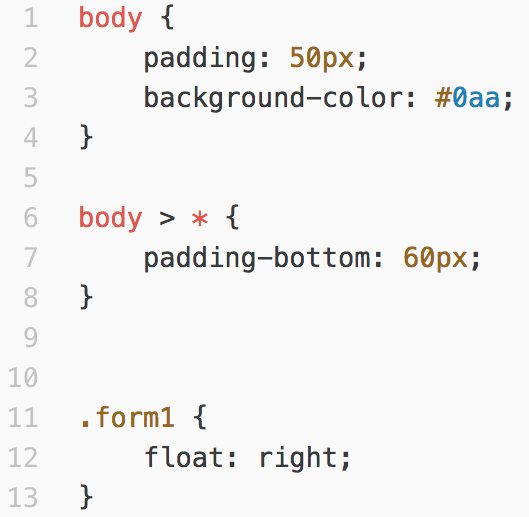 1 body {
2 padding: 50px;
3 background-color: #0aa;
4 }
5
6 body > * {
7 padding-bottom: 60px;
8 }
9
10
11 .form1 {
12 float: right;
13 }